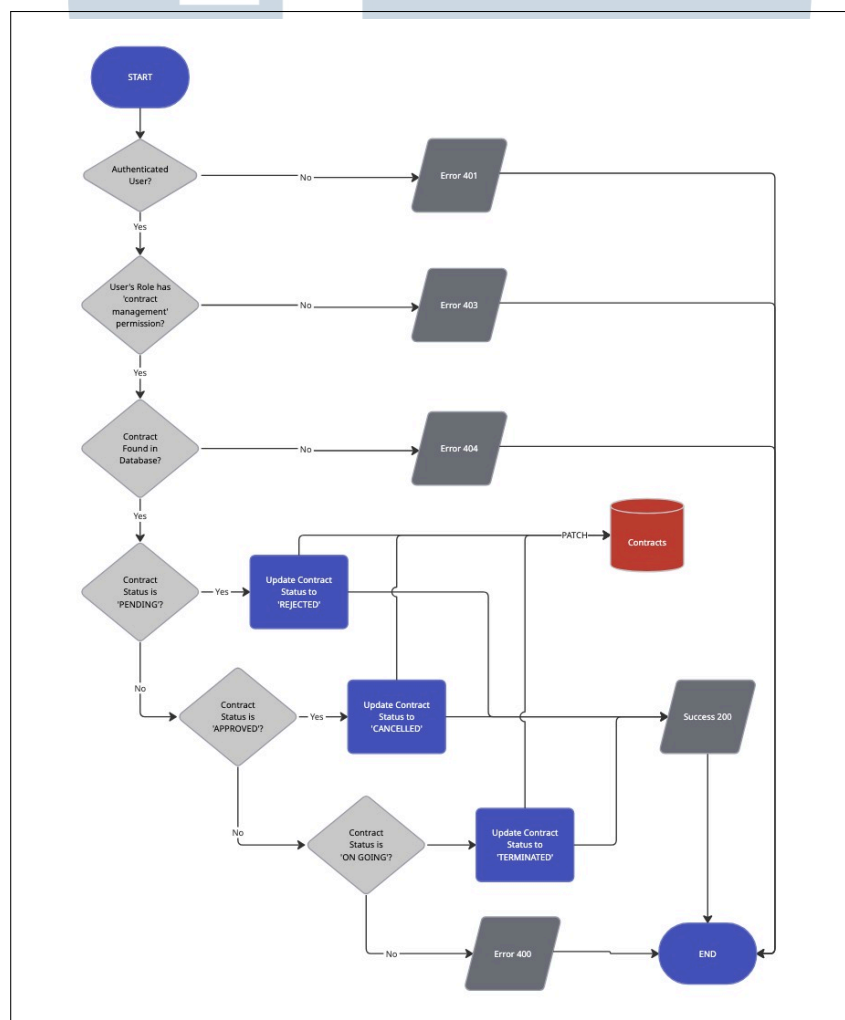 START
Authenticated
User?
No
Error 401
Yes
User's Role has
'contract
management'
permission?
No
Error 403
Yes
Contract
Found in
Database?
No
Error 404
Yes
PATCH
Contracts
Contract
Status is
'PENDING'?
Yes
Update Contract
Status to
'REJECTED'
No
Contract
Status is
'APPROVED'?
Yes
Update Contract
Status to
'CANCELLED'
Success 200
No
Contract
Status is
'ON GOING'?
Update Contract
Status to
'TERMINATED'
No
Error 400
END